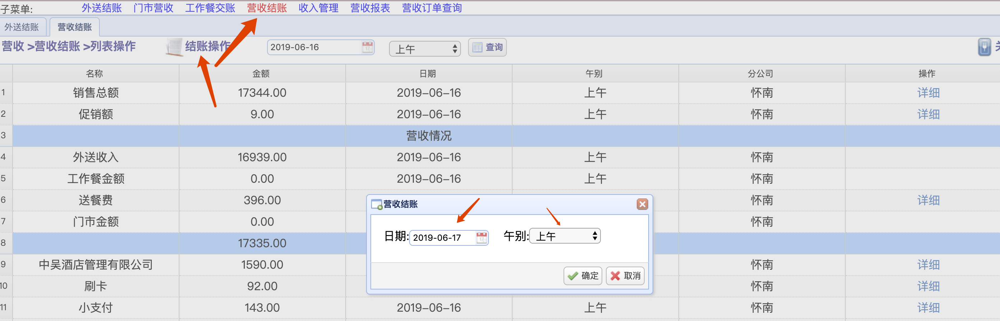 子菜单: 外送结账 门市营收 工作餐交账 营收结账 收入管理 营收报表 营收订单查询
外送结账 营收结账
营收 >营收结账 >列表操作 结账操作 2019-06-16 上午 查询
名称 金额 日期 午别 分公司 操作
1 销售总额 17344.00 2019-06-16 上午 怀南 详细
2 促销额 9.00 2019-06-16 上午 怀南 详细
3 营收情况
4 外送收入 16939.00 2019-06-16 上午 怀南
5 工作餐金额 0.00 2019-06-16 上午 怀南
6 送餐费 396.00 怀南 详细
7 门市金额 0.00 怀南
8 17335.00
9 中吴酒店管理有限公司 1590.00 怀南 详细
10 刷卡 92.00 怀南 详细
11 小支付 143.00 2019-06-16 上午 怀南 详细
营收结账
日期: 2019-06-17 午别: 上午
确定 取消